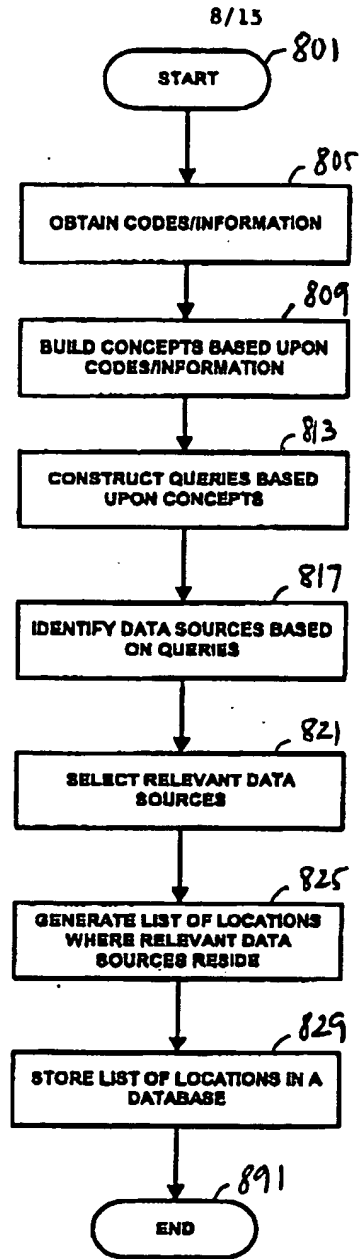 8/15
801
START
805
OBTAIN CODES/INFORMATION
809
BUILD CONCEPTS BASED UPON
CODES/INFORMATION
813
CONSTRUCT QUERIES BASED
UPON CONCEPTS
817
IDENTIFY DATA SOURCES BASED
ON QUERIES
821
SELECT RELEVANT DATA
SOURCES
825
GENERATE LIST OF LOCATIONS
WHERE RELEVANT DATA
SOURCES RESIDE
829
STORE LIST OF LOCATIONS IN A
DATABASE
891
END